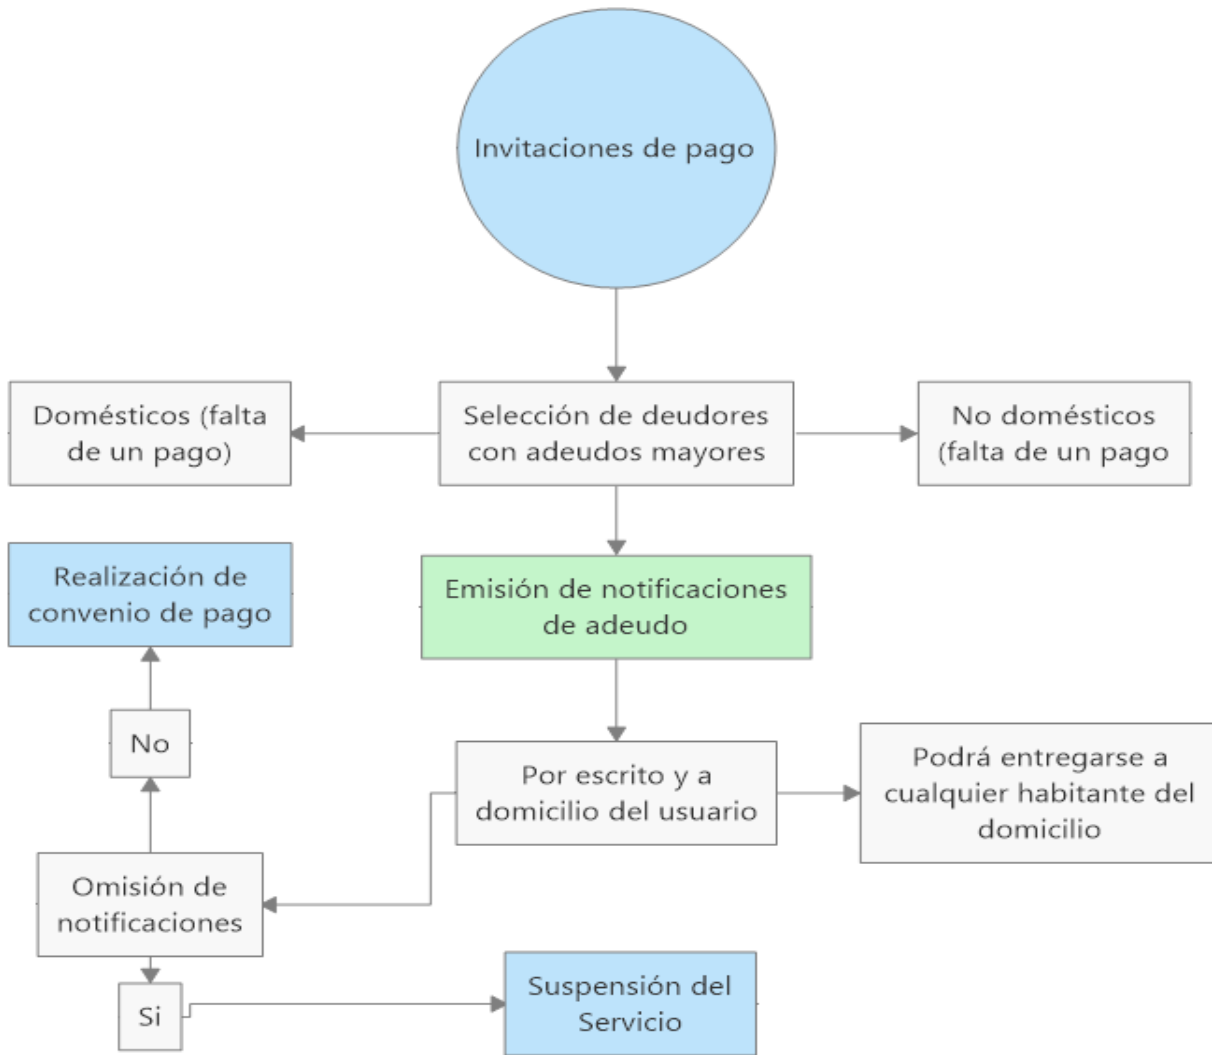 Invitaciones de pago
Domésticos (falta
de un pago)
Selección de deudores
con adeudos mayores
No domésticos
(falta de un pago
Realización de
convenio de pago
Emisión de notificaciones
de adeudo
No
Por escrito y a
domicilio del usuario
Podrá entregarse a
cualquier habitante del
domicilio
Omisión de
notificaciones
Si
Suspensión del
Servicio